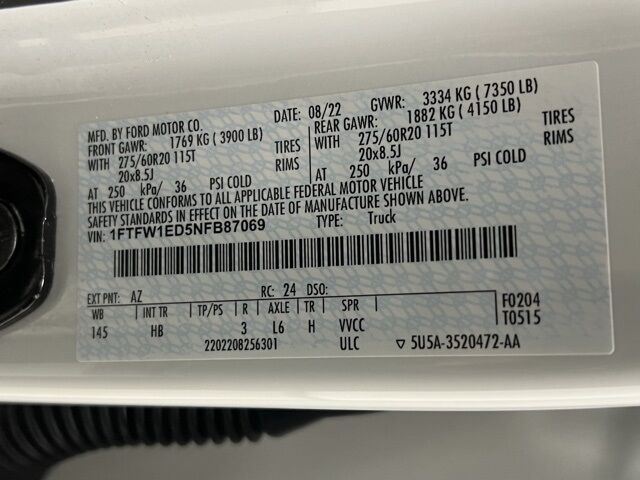 MFD. BY FORD MOTOR CO.
DATE: 08/22 GVWR: 3334 KG ( 7350 LB)
FRONT GAWR: 1769 KG ( 3900 LB) REAR GAWR: 1882 KG ( 4150 LB)
WITH 275/60R20 115T TIRES WITH 275/60R20 115T TIRES
20x8.5J RIMS 20x8.5J RIMS
AT 250 kPa/ 36 PSI COLD AT 250 kPa/ 36 PSI COLD
THIS VEHICLE CONFORMS TO ALL APPLICABLE FEDERAL MOTOR VEHICLE
SAFETY STANDARDS IN EFFECT ON THE DATE OF MANUFACTURE SHOWN ABOVE.
VIN: 1FTFW1ED5NFB87069 TYPE: Truck
EXT PNT: AZ RC: 24 DSO: F0204
WB INT TR TP/PS R AXLE TR SPR T0515
145 HB 3 L6 H VVCC
2202208256301 ULC ▽ 5U5A-3520472-AA